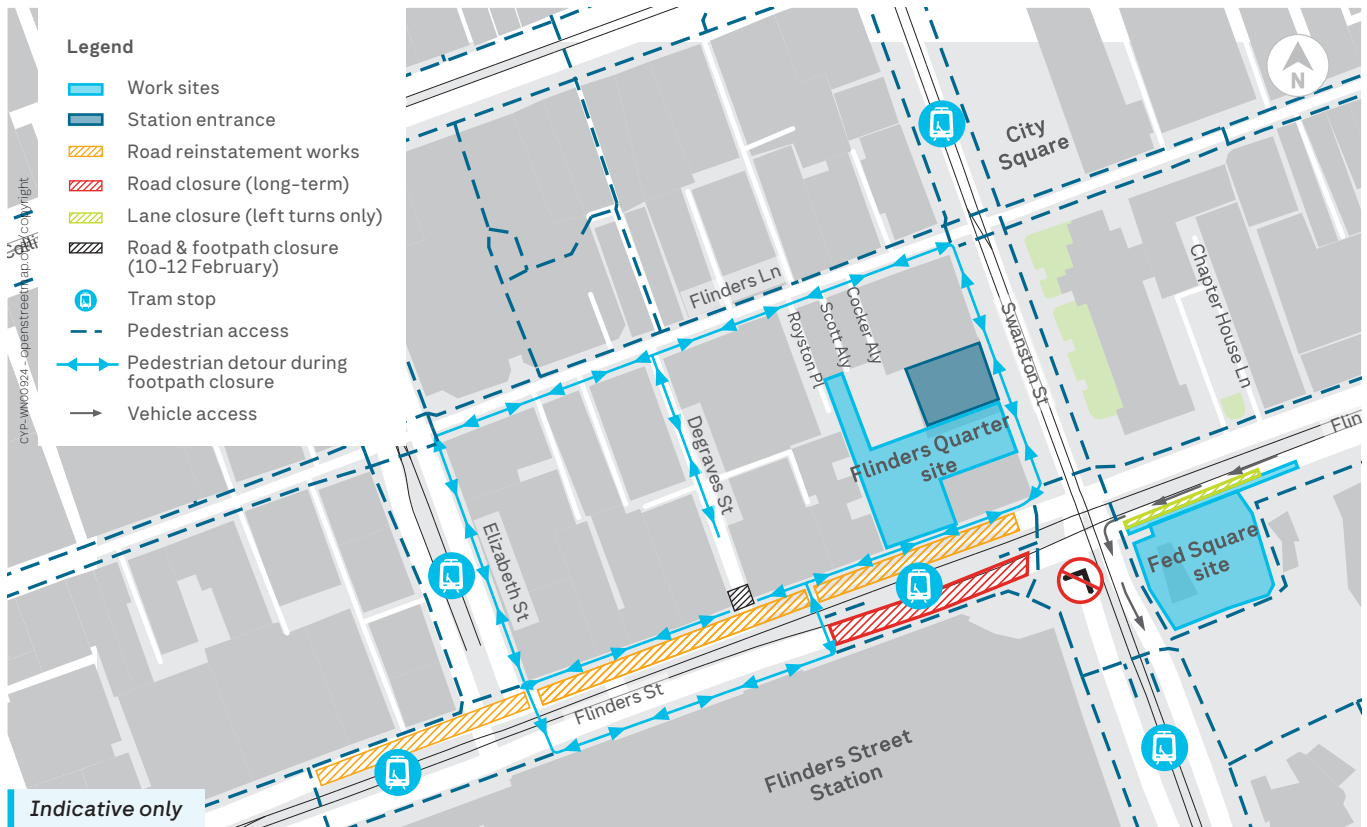 Legend
Work sites
Station entrance
Road reinstatement works
Road closure (long-term)
Lane closure (left turns only)
Road & footpath closure
(10-12 February)
Tram stop
Pedestrian access
Pedestrian detour during
footpath closure
Vehicle access
CYP-WN00924 - openstreetmap.org/copyright
N
City
Square
Flinders Ln
Cocker Aly
Scott Aly
Royston Pl
Swanston St
Chapter House Ln
Degraves St
Flinders Quarter
site
Flin
Elizabeth St
Fed Square
site
Flinders St
Flinders Street
Station
Indicative only